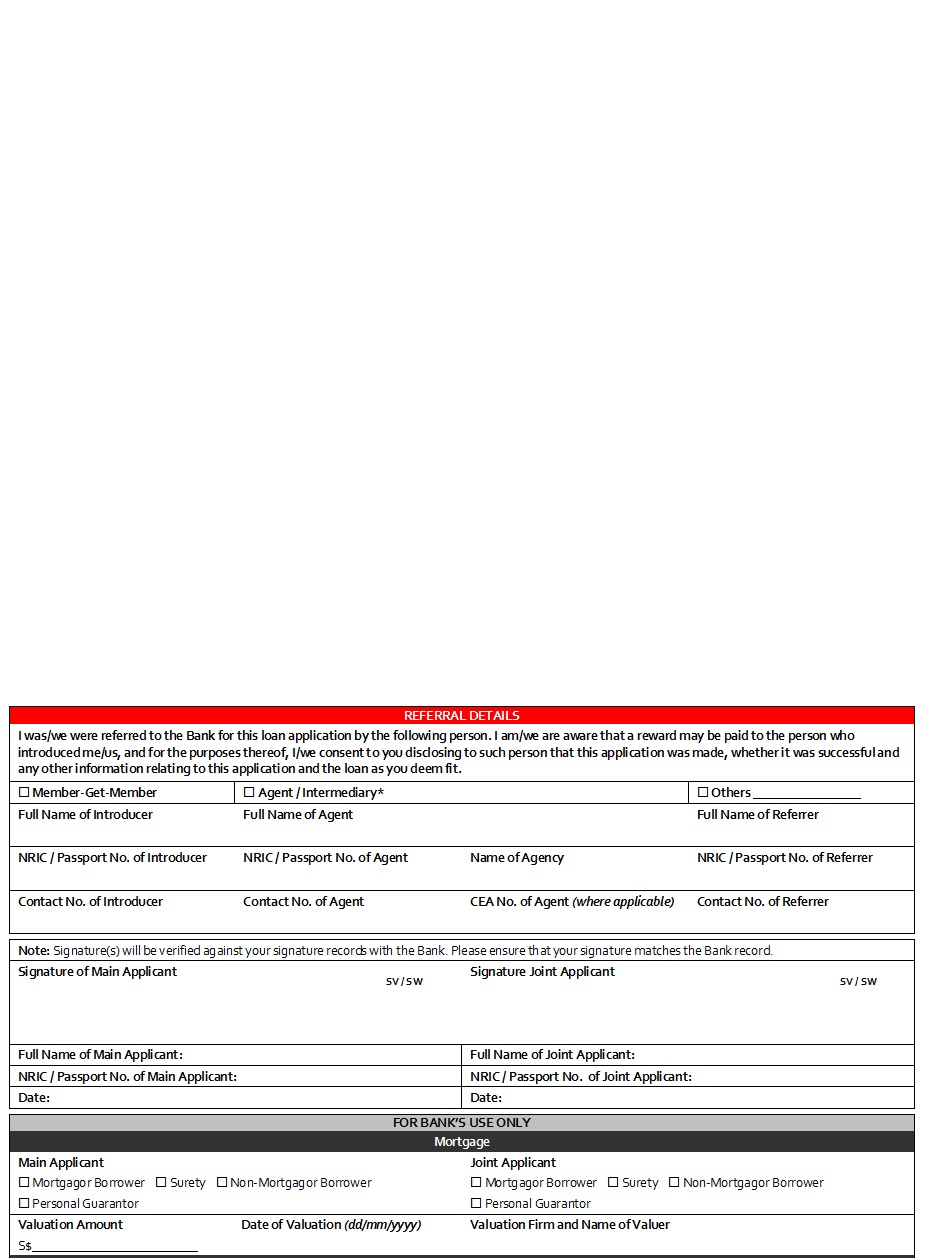 REFERRAL DETAILS
I was/we were referred to the Bank for this loan application by the following person. I am/we are aware that a reward may be paid to the person who
introduced me/us, and for the purposes thereof, I/we consent to you disclosing to such person that this application was made, whether it was successful and
any other information relating to this application and the loan as you deem fit.
☐ Member-Get-Member ☐ Agent / Intermediary* ☐ Others ________________
Full Name of Introducer Full Name of Agent Full Name of Referrer
NRIC / Passport No. of Introducer NRIC / Passport No. of Agent Name of Agency NRIC / Passport No. of Referrer
Contact No. of Introducer Contact No. of Agent CEA No. of Agent (where applicable) Contact No. of Referrer
Note: Signature(s) will be verified against your signature records with the Bank. Please ensure that your signature matches the Bank record.
Signature of Main Applicant Signature Joint Applicant
SV / SW SV / SW
Full Name of Main Applicant: Full Name of Joint Applicant:
NRIC / Passport No. of Main Applicant: NRIC / Passport No. of Joint Applicant:
Date: Date:
FOR BANK'S USE ONLY
Mortgage
Main Applicant Joint Applicant
☐ Mortgagor Borrower ☐ Surety ☐ Non-Mortgagor Borrower ☐ Mortgagor Borrower ☐ Surety ☐ Non-Mortgagor Borrower
☐ Personal Guarantor ☐ Personal Guarantor
Valuation Amount Date of Valuation (dd/mm/yyyy) Valuation Firm and Name of Valuer
S$_________________________